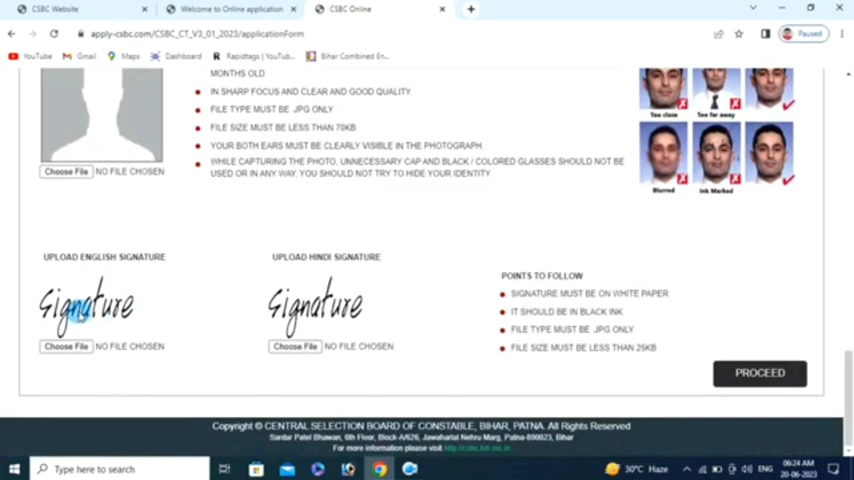 CSBC Website
Welcome to Online application
CSBC Online
apply-csbc.com/CSBC_CT_V3_01_2023/applicationForm
Paused
YouTube
Gmail
Maps
Dashboard
Rapidtags | YouTub...
Bihar Combined En...
MONTHS OLD
IN SHARP FOCUS AND CLEAR AND GOOD QUALITY
FILE TYPE MUST BE .JPG ONLY
FILE SIZE MUST BE LESS THAN 70KB
YOUR BOTH EARS MUST BE CLEARLY VISIBLE IN THE PHOTOGRAPH.
WHILE CAPTURING THE PHOTO, UNNECESSARY CAP AND BLACK / COLORED GLASSES SHOULD NOT BE
USED OR IN ANY WAY. YOU SHOULD NOT TRY TO HIDE YOUR IDENTITY
Choose File NO FILE CHOSEN
Too close
Too far away
Blurred
Ink Marked
UPLOAD ENGLISH SIGNATURE
Signature
Choose File NO FILE CHOSEN
UPLOAD HINDI SIGNATURE
Signature
Choose File NO FILE CHOSEN
POINTS TO FOLLOW
SIGNATURE MUST BE ON WHITE PAPER
IT SHOULD BE IN BLACK INK
FILE TYPE MUST BE .JPG ONLY
FILE SIZE MUST BE LESS THAN 25KB
PROCEED
Copyright © CENTRAL SELECTION BOARD OF CONSTABLE, BIHAR, PATNA. All Rights Reserved
Sardar Patel Bhawan, 6th Floor, Block-A/626, Jawaharlal Nehru Marg, Patna-800023, Bihar
For more information please visit http://csbc.bih.nic.in
Type here to search
30°C Haze
ENG
06:24 AM
20-06-2023